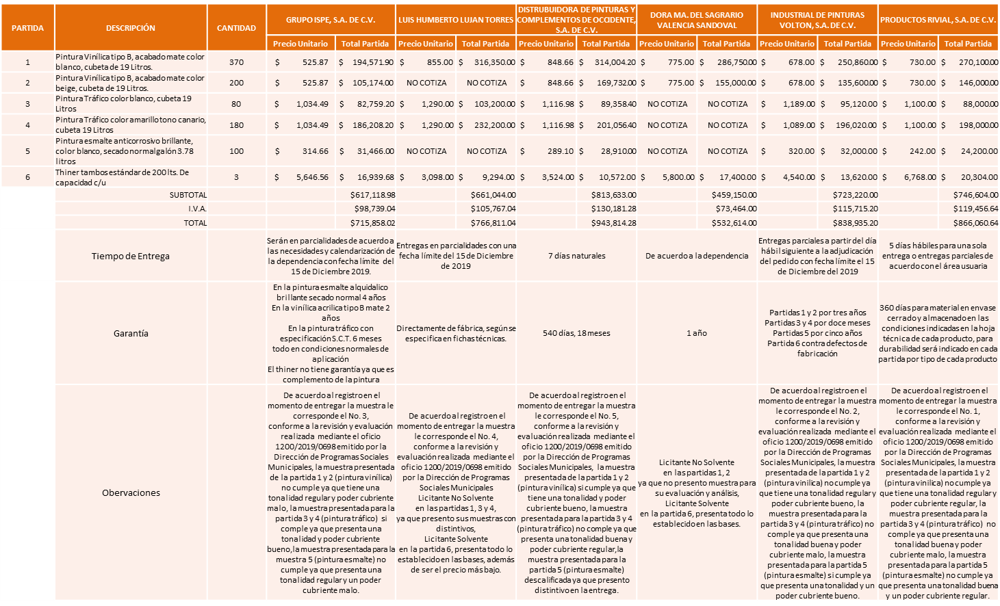 PARTIDA
DESCRIPCIÓN
CANTIDAD
GRUPO ISPE, S.A. DE C.V.
LUIS HUMBERTO LUJAN TORRES
DISTRUBUIDORA DE PINTURAS Y
COMPLEMENTOS DE OCCIDENTE,
S.A. DE C.V.
DORA MA. DEL SAGRARIO
VALENCIA SANDOVAL
INDUSTRIAL DE PINTURAS
VOLTON, S.A. DE C.V.
PRODUCTOS RIVIAL, S.A. DE C.V.
Precio Unitario Total Partida Precio Unitario Total Partida Precio Unitario Total Partida Precio Unitario Total Partida Precio Unitario Total Partida Precio Unitario Total Partida
1
Pintura Vinílica tipo B, acabado mate color
blanco, cubeta de 19 Litros.
370 $ 525.87 $ 194,571.90 $ 855.00 $ 316,350.00 $ 848.66 $ 314,004.20 $ 775.00 $ 286,750.00 $ 678.00 $ 250,860.00 $ 730.00 $ 270,100.00
2
Pintura Vinílica tipo B, acabado mate color
beige, cubeta de 19 Litros.
200 $ 525.87 $ 105,174.00 NO COTIZA NO COTIZA $ 848.66 $ 169,732.00 $ 775.00 $ 155,000.00 $ 678.00 $ 135,600.00 $ 730.00 $ 146,000.00
3
Pintura Tráfico color blanco, cubeta 19
Litros
80 $ 1,034.49 $ 82,759.20 $ 1,290.00 $ 103,200.00 $ 1,116.98 $ 89,358.40 NO COTIZA NO COTIZA $ 1,189.00 $ 95,120.00 $ 1,100.00 $ 88,000.00
4
Pintura Tráfico color amarillo tono canario,
cubeta 19 Litros
180 $ 1,034.49 $ 186,208.20 $ 1,290.00 $ 232,200.00 $ 1,116.98 $ 201,056.40 NO COTIZA NO COTIZA $ 1,089.00 $ 196,020.00 $ 1,100.00 $ 198,000.00
5
Pintura esmalte anticorrosivo brillante,
color blanco, secado normal galón 3.78
litros
100 $ 314.66 $ 31,466.00 NO COTIZA NO COTIZA $ 289.10 $ 28,910.00 NO COTIZA NO COTIZA $ 320.00 $ 32,000.00 $ 242.00 $ 24,200.00
6
Thiner tambos estándar de 200 lts. De
capacidad c/u
3 $ 5,646.56 $ 16,939.68 $ 3,098.00 $ 9,294.00 $ 3,524.00 $ 10,572.00 $ 5,800.00 $ 17,400.00 $ 4,540.00 $ 13,620.00 $ 6,768.00 $ 20,304.00
SUBTOTAL $617,118.98 $661,044.00 $813,633.00 $459,150.00 $723,220.00 $746,604.00
I.V.A. $98,739.04 $105,767.04 $130,181.28 $73,464.00 $115,715.20 $119,456.64
TOTAL $715,858.02 $766,811.04 $943,814.28 $532,614.00 $838,935.20 $866,060.64
Tiempo de Entrega
Serán en parcialidades de acuerdo a
las necesidades y calendarización de
la dependencia con fecha límite del
15 de Diciembre 2019.
Entregas en parcialidades con una
fecha límite del 15 de Diciembre
de 2019
7 días naturales
De acuerdo a la dependencia
Entregas parciales a partir del día
hábil siguiente a la adjudicación
del pedido con fecha límite el 15
de Diciembre del 2019
5 días hábiles para una sola
entrega o entregas parciales de
acuerdo con el área usuaria
Garantía
En la pintura esmalte alquidalico
brillante secado normal 4 años
En la vinílica acrilica tipo B mate 2
años
En la pintura tráfico con
especificación S.C.T. 6 meses
todo en condiciones normales de
aplicación
El thiner no tiene garantía ya que es
complemento de la pintura
Directamente de fábrica, según se
especifica en fichas técnicas.
540 días, 18 meses
1 año
Partidas 1 y 2 por tres años
Partidas 3 y 4 por doce meses
Partidas 5 por cinco años
Partida 6 contra defectos de
fabricación
360 días para material en envase
cerrado y almacenado en las
condiciones indicadas en la hoja
técnica de cada producto, para
durabilidad será indicado en cada
partida por tipo de cada producto
Obervaciones
De acuerdo al registro en el
momento de entregar la muestra le
corresponde el No. 3,
conforme a la revisión y evaluación
realizada mediante el oficio
1200/2019/0698 emitido por la
Dirección de Programas Sociales
Municipales, la muestra presentada
de la partida 1 y 2 (pintura vinílica)
no cumple ya que tiene una
tonalidad regular y poder cubriente
malo, la muestra presentada para la
partida 3 y 4 (pintura tráfico) si
comple ya que presenta una
tonalidad y poder cubriente
bueno, la muestra presentada para la
muestra 5 (pintura esmalte) no
cumple ya que presenta una
tonalidad regular y un poder
cubriente malo.
De acuerdo al registro en el
momento de entregar la muestra
le corresponde el No. 4,
conforme a la revisión y
evaluación realizada mediante el
oficio 1200/2019/0698 emitido
por la Dirección de Programas
Sociales Municipales
Licitante No Solvente
en las partidas 1, 3 y 4,
ya que presento sus muestras con
distintivos,
Licitante Solvente
en la partida 6, presenta todo lo
establecido en las bases, además
de ser el precio más bajo.
De acuerdo al registro en el
momento de entregar la muestra
le corresponde el No. 5,
conforme a la revisión y
evaluación realizada mediante el
oficio 1200/2019/0698 emitido
por la Dirección de Programas
Sociales Municipales, la muestra
presentada de la partida 1 y 2
(pintura vinílica) si cumple ya que
tiene una tonalidad y poder
cubriente bueno, la muestra
presentada para la partida 3 y 4
(pintura tráfico) no comple ya que
presenta una tonalidad buena y
poder cubriente regular, la
muestra presentada para la
partida 5 (pintura esmalte)
descalificada ya que presento
distintivo en la entrega.
Licitante No Solvente
en las partidas 1, 2
ya que no presento muestra para
su evaluación y análisis,
Licitante Solvente
en la partida 6, presenta todo lo
establecido en las bases.
De acuerdo al registro en el
momento de entregar la muestra
le corresponde el No. 2,
conforme a la revisión y
evaluación realizada mediante el
oficio 1200/2019/0698 emitido
por la Dirección de Programas
Sociales Municipales, la muestra
presentada de la partida 1 y 2
(pintura vinilica) no cumple ya
que tiene una tonalidad regular y
poder cubriente bueno, la
muestra presentada para la
partida 3 y 4 (pintura tráfico) no
cmple ya que presenta una
tonalidad buena y poder
cubriente malo, la muestra
presentada para la partida 5
(pintura esmalte) si cumple ya
que presenta una tonalidad y un
poder cubriente bueno.
De acuerdo al registro en el
momento de entregar la muestra
le corresponde el No. 1,
conforme a la revisión y
evaluación realizada mediante el
oficio 1200/2019/0698 emitido
por la Dirección de Programas
Sociales Municipales, la muestra
presentada de la partida 1 y 2
(pintura vinilica) no cumple ya
que tiene una tonalidad regular y
poder cubriente regular, la
muestra presentada para la
partida 3 y 4 (pintura tráfico) no
cmple ya que presenta una
tonalidad buena y poder
cubriente malo, la muestra
presentada para la partida 5
(pintura esmalte) no cumple ya
que presenta una tonalidad buena
y un poder cubriente regular.